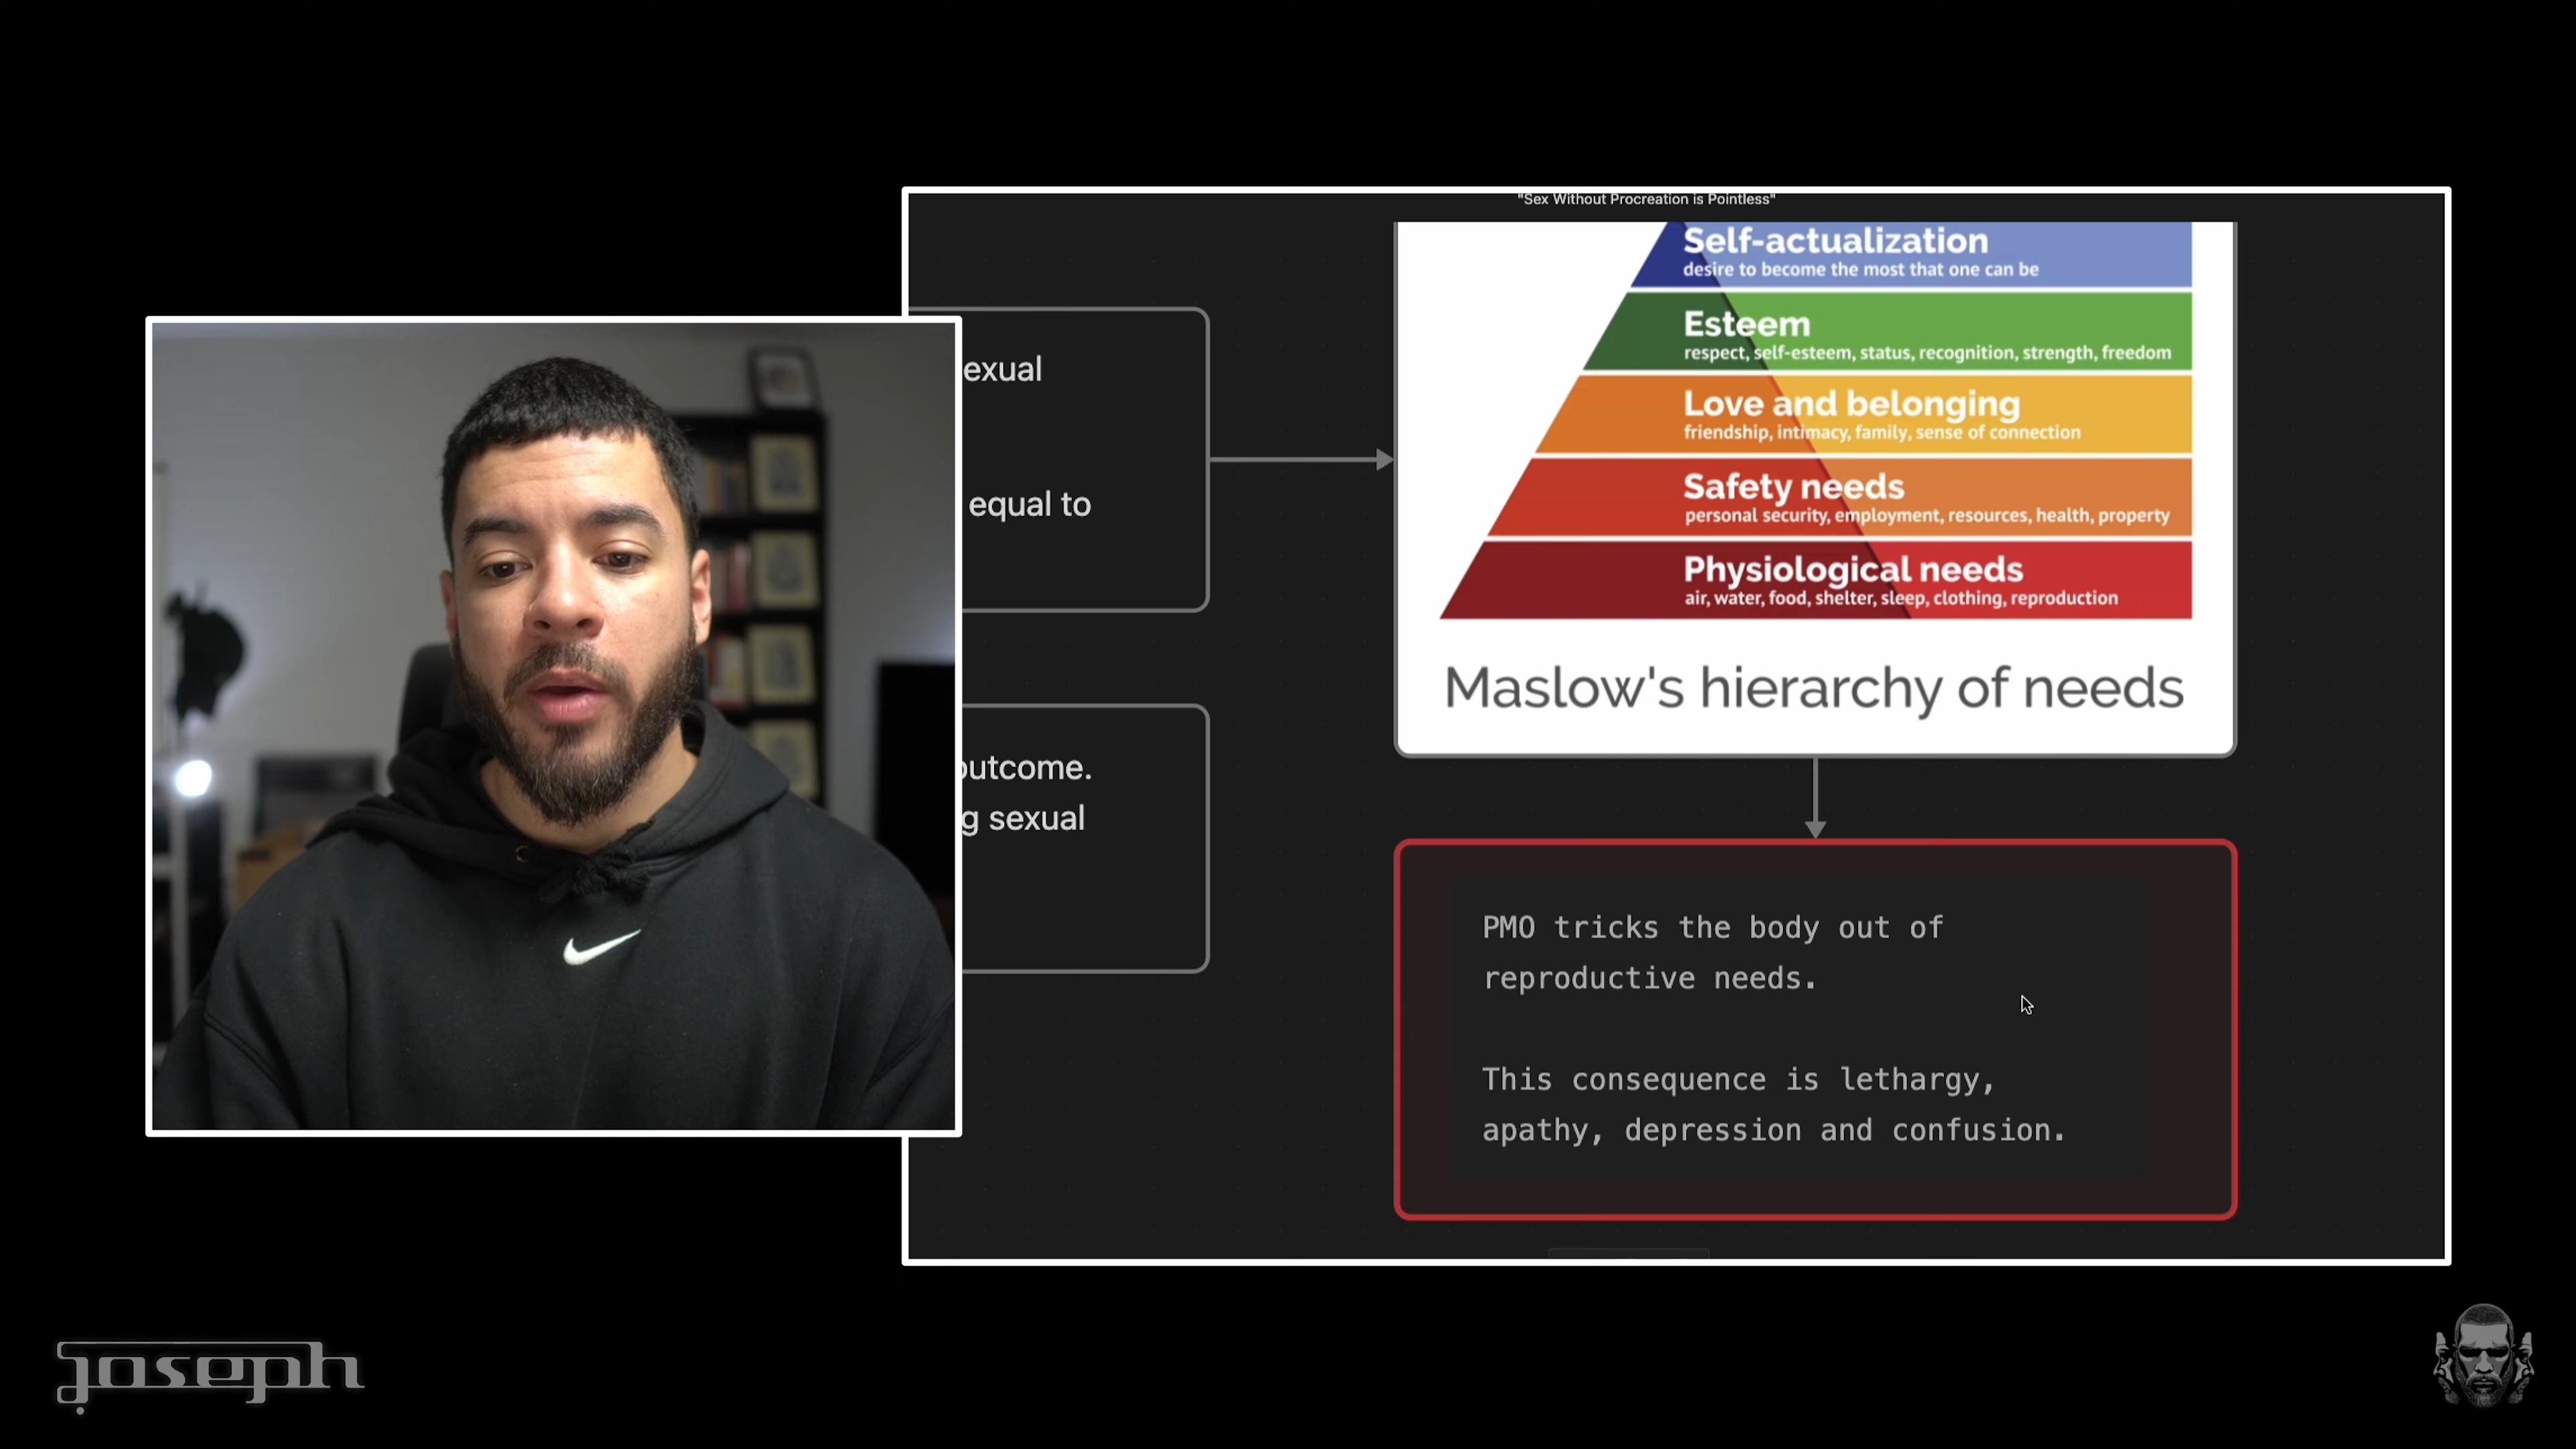 "Sex Without Procreation is Pointless"
exual
equal to
outcome.
g sexual
Self-actualization
desire to become the most that one can be
Esteem
respect, self-esteem, status, recognition, strength, freedom
Love and belonging
friendship, intimacy, family, sense of connection
Safety needs
personal security, employment, resources, health, property
Physiological needs
air, water, food, shelter, sleep, clothing, reproduction
Maslow's hierarchy of needs
PMO tricks the body out of
reproductive needs.
This consequence is lethargy,
apathy, depression and confusion.
joseph